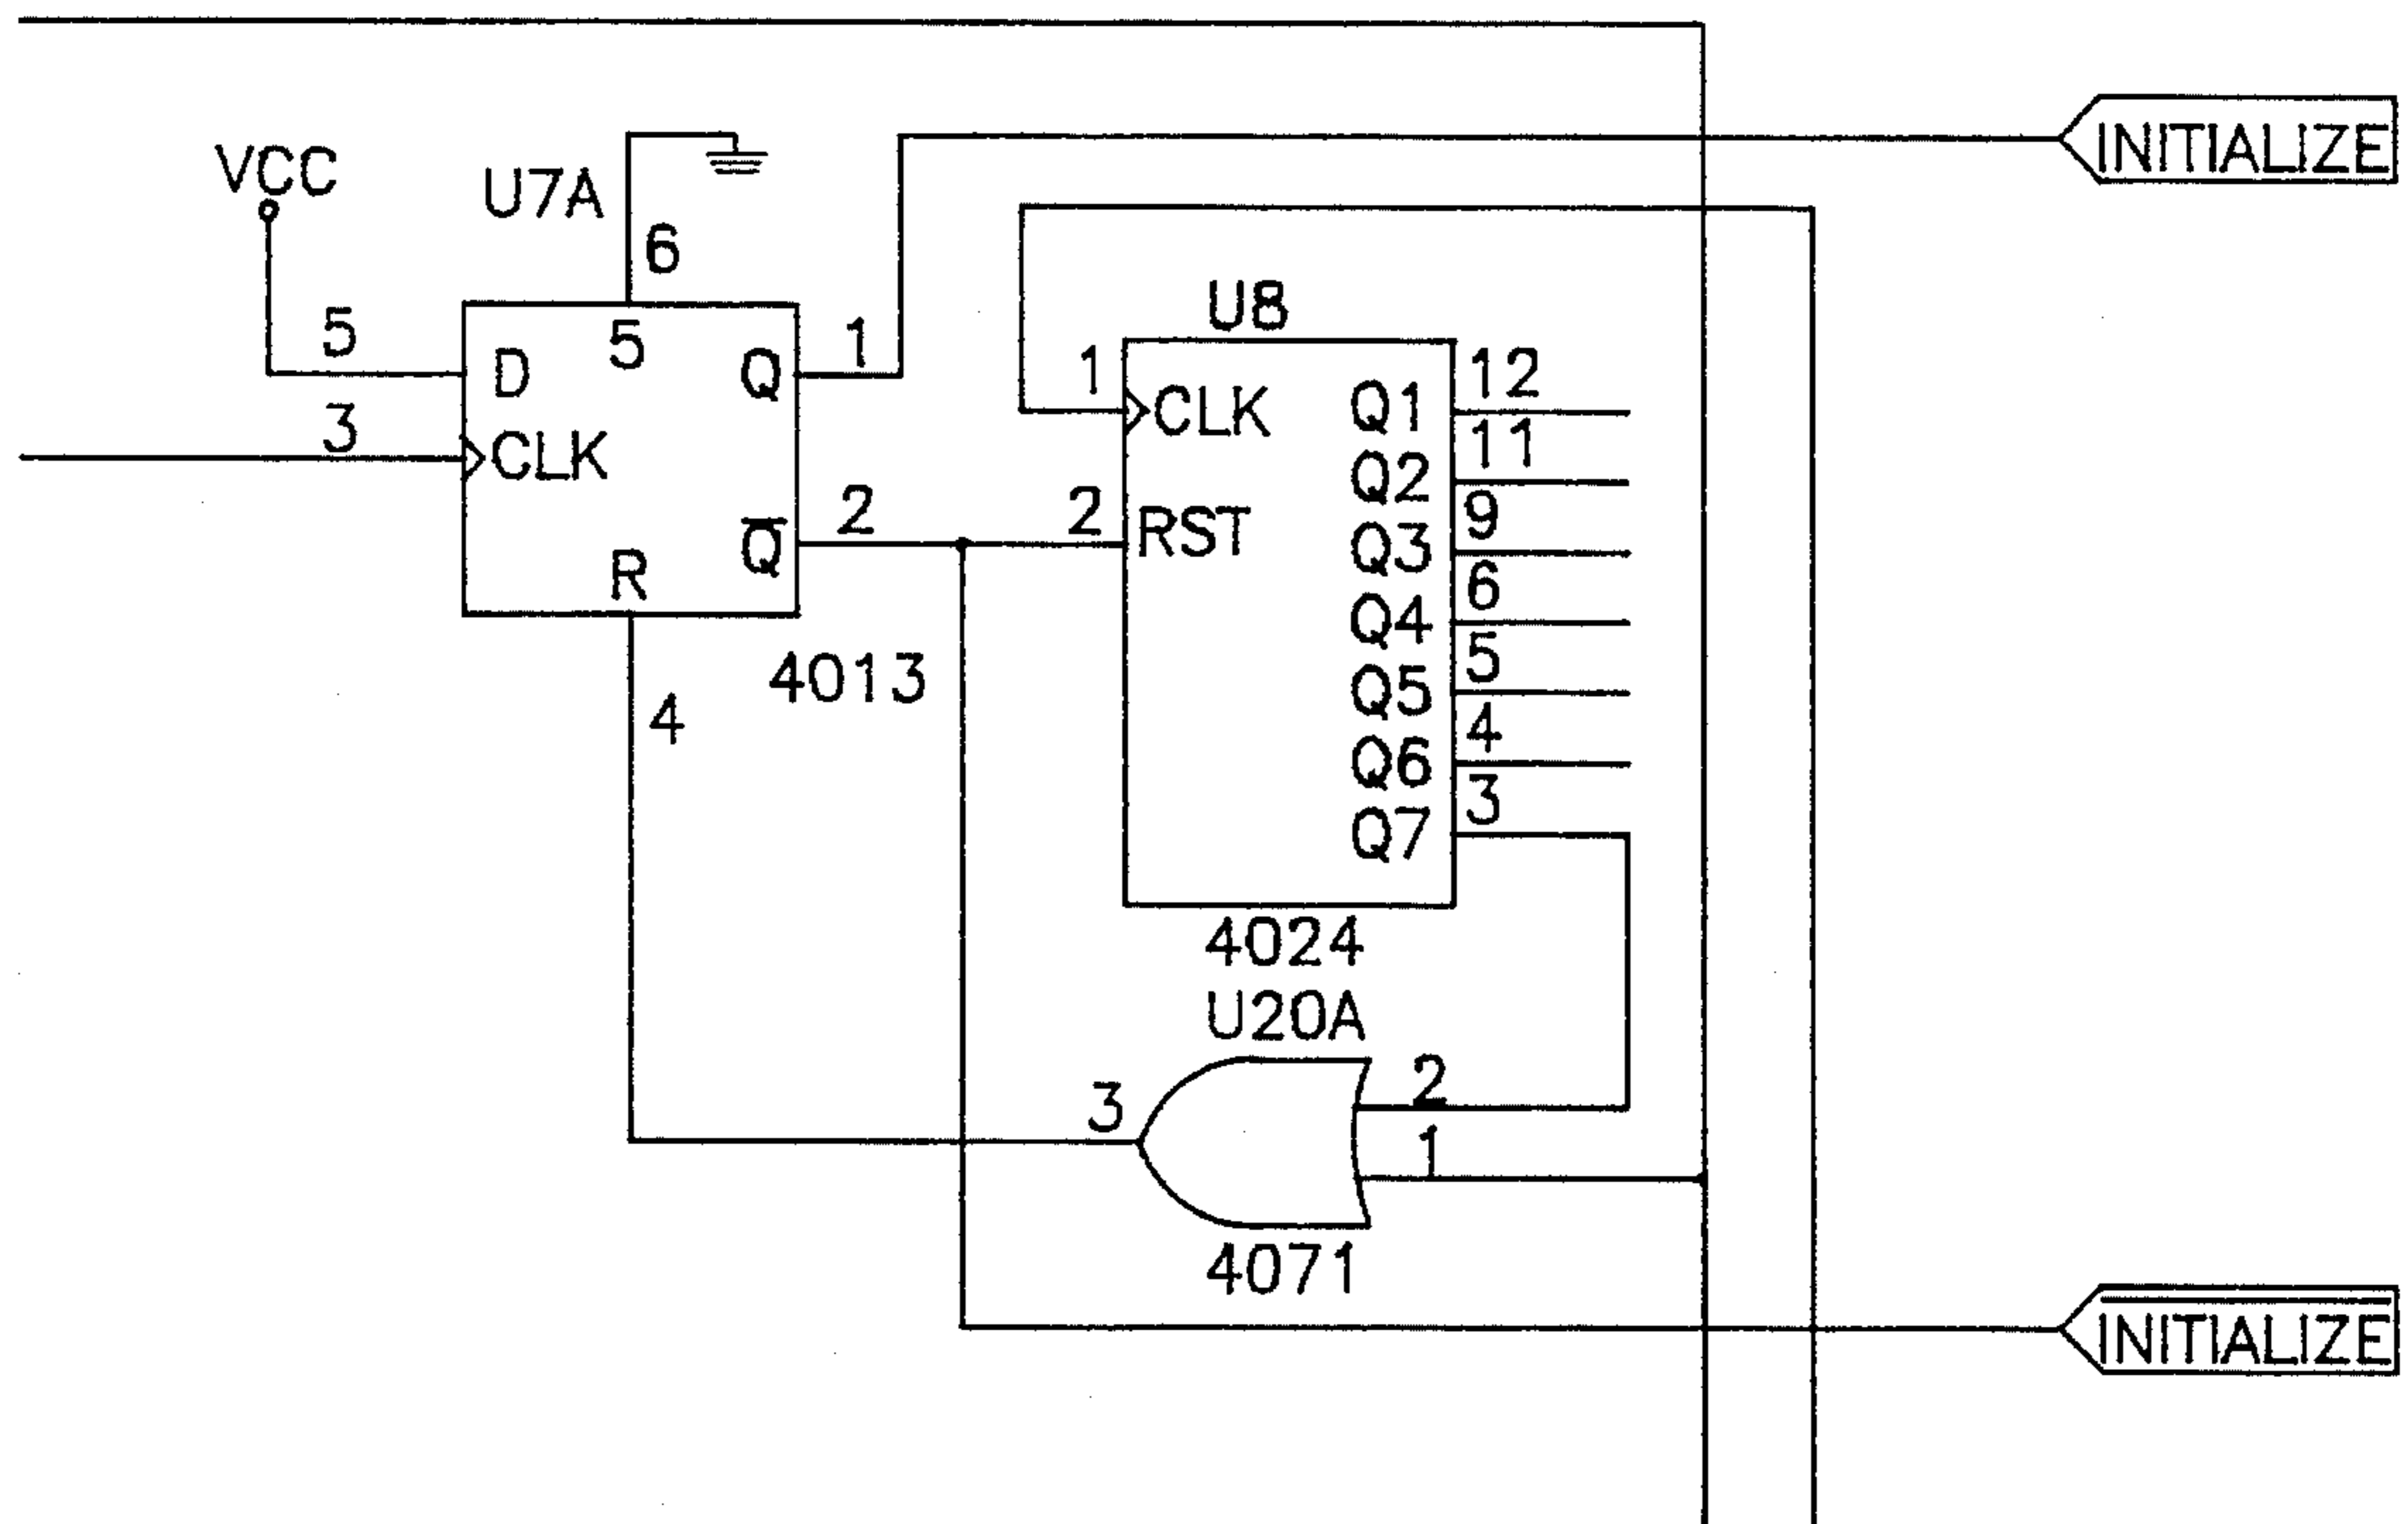 INITIALIZE
VCC
U7A
6
5
5
D
Q
1
3
CLK
Q̅
2
R
4013
4
U8
1
CLK
2
RST
Q1
12
Q2
11
Q3
9
Q4
6
Q5
5
Q6
4
Q7
3
4024
U20A
3
2
1
4071
I̅N̅I̅T̅I̅A̅L̅I̅Z̅E̅